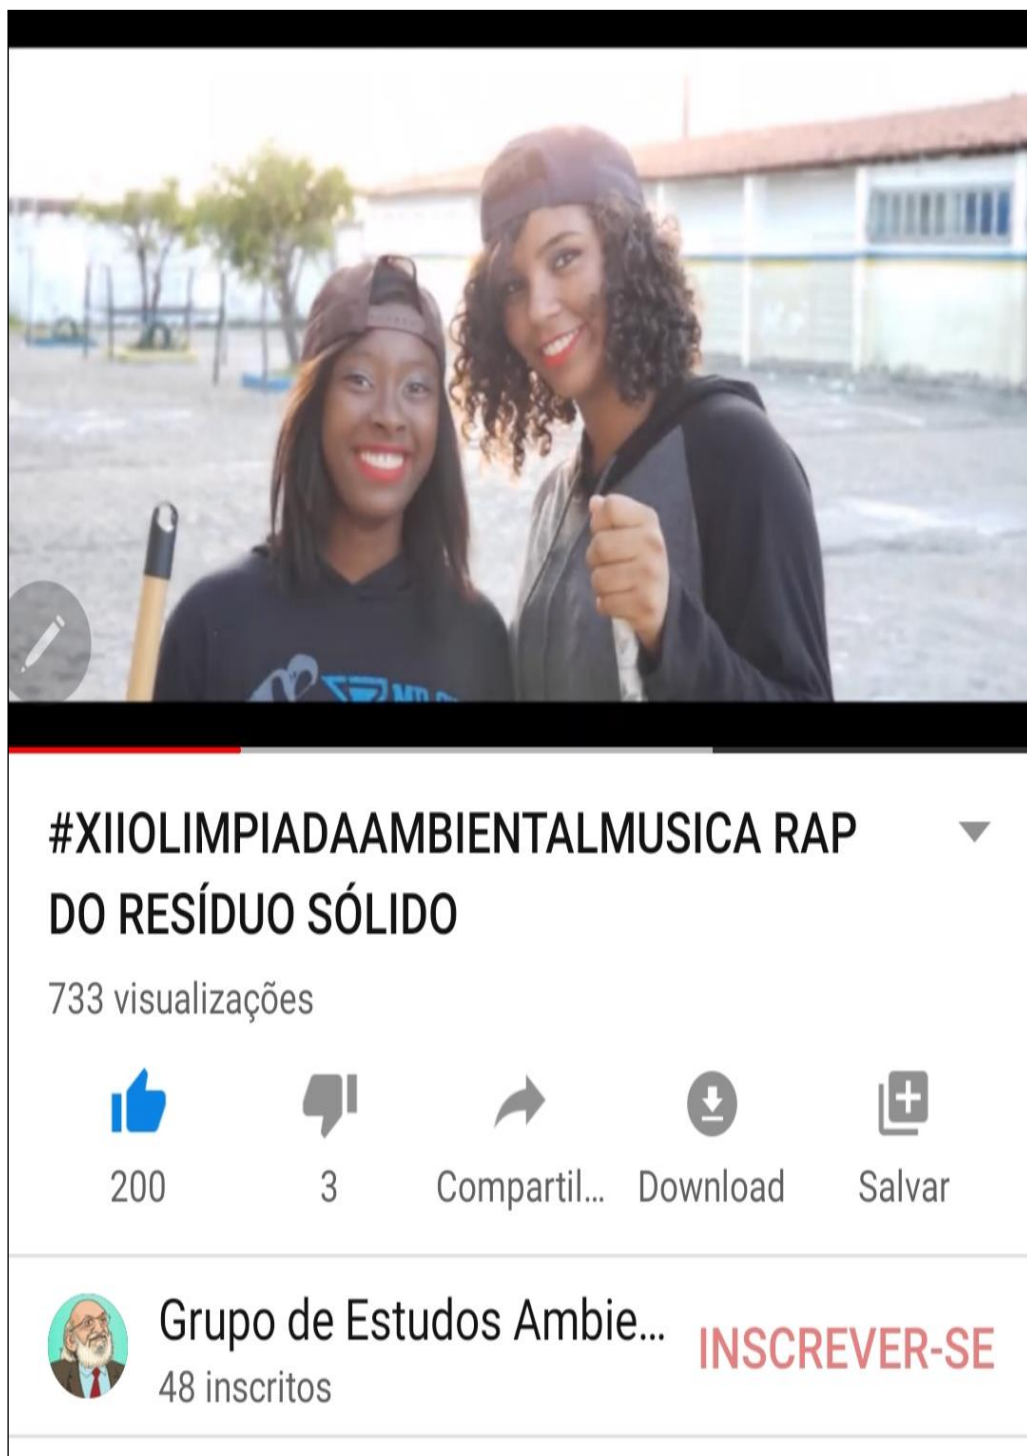 #XIIOLIMPIADAAMBIENTALMUSICA RAP
DO RESÍDUO SÓLIDO
733 visualizações
200
3
Compartil...
Download
Salvar
Grupo de Estudos Ambie...
INSCREVER-SE
48 inscritos